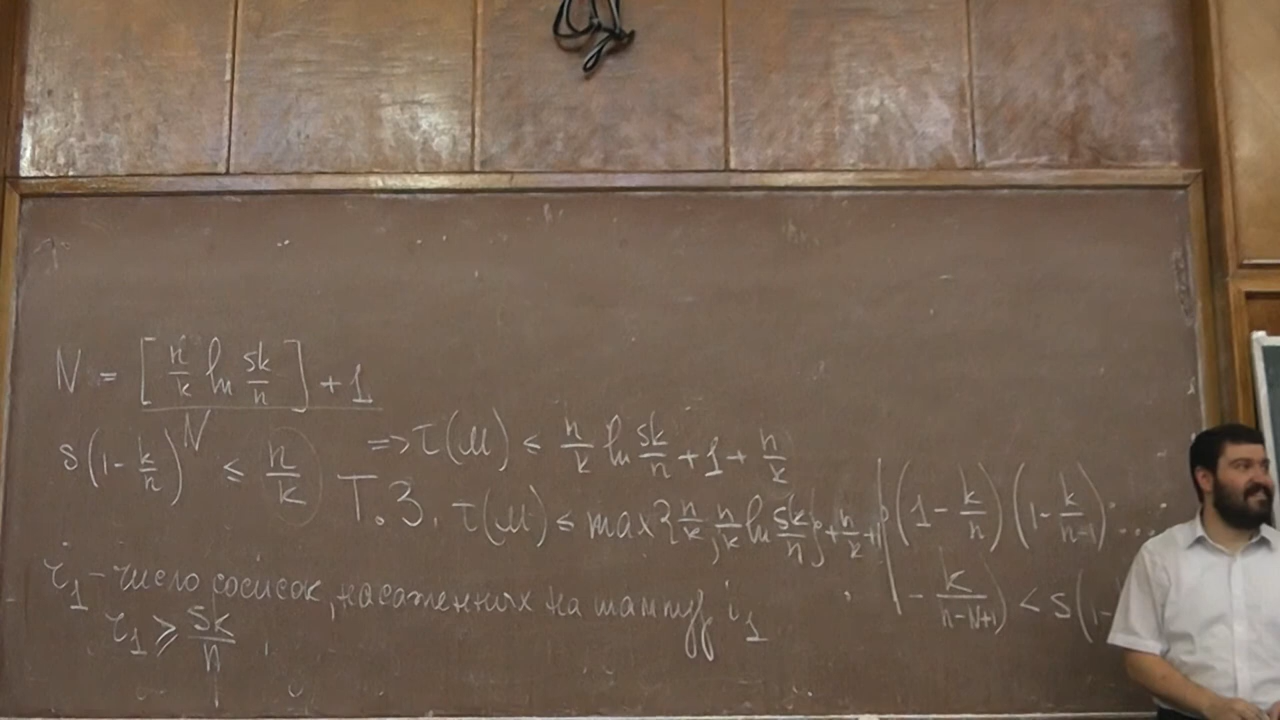 N = [n/k ln sk/n] + 1
s(1 - k/n)^N ≤ n/k
=> τ(M) ≤ n/k ln sk/n + 1 + n/k
Т.3. τ(M) ≤ max{n/k; n/k ln sk/n} + n/k + 1
τ₁ - число сосисок, насаженных на шампур i₁
τ₁ ≥ sk/n
(1 - k/n)(1 - k/(n-1))·...·
- k/(n-N+1)) < s(1-